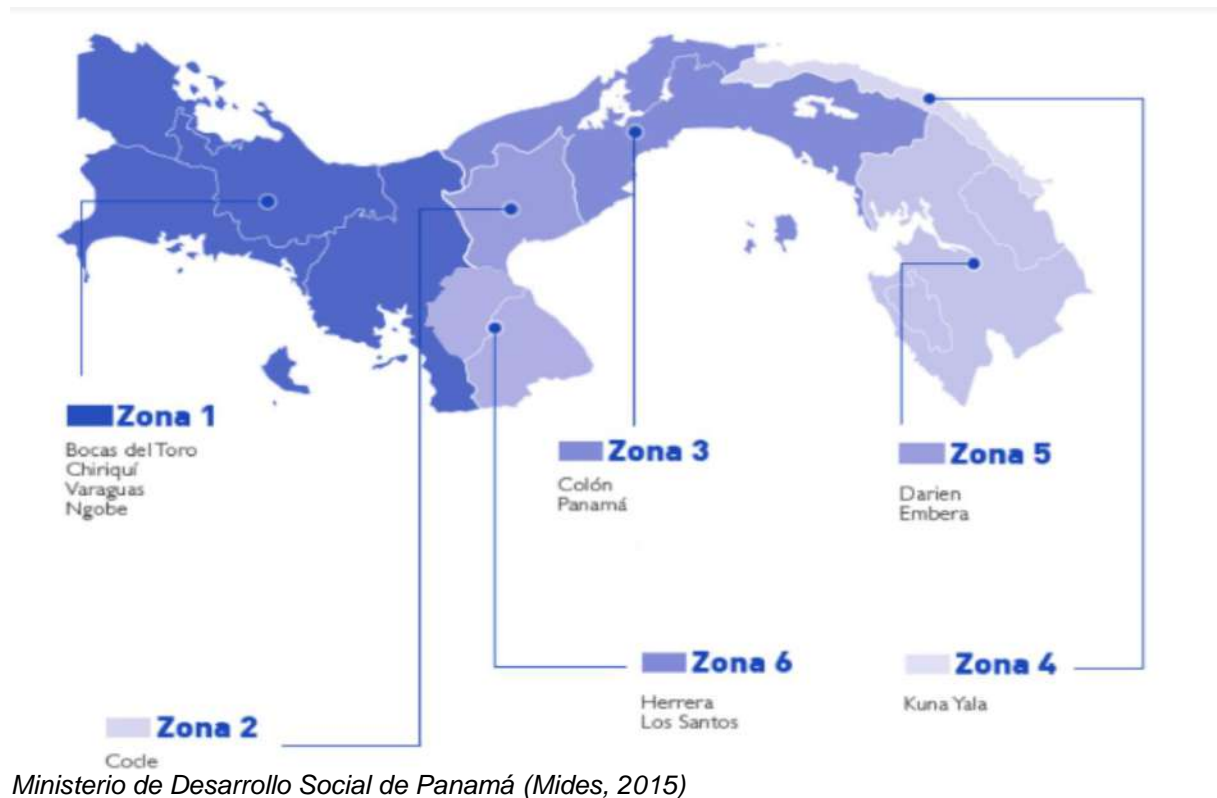 Zona 1
Bocas del Toro
Chiriquí
Varaguas
Ngobe
Zona 3
Colón
Panamá
Zona 5
Darien
Embera
Zona 6
Herrera
Los Santos
Zona 4
Kuna Yala
Zona 2
Cocle
Ministerio de Desarrollo Social de Panamá (Mides, 2015)